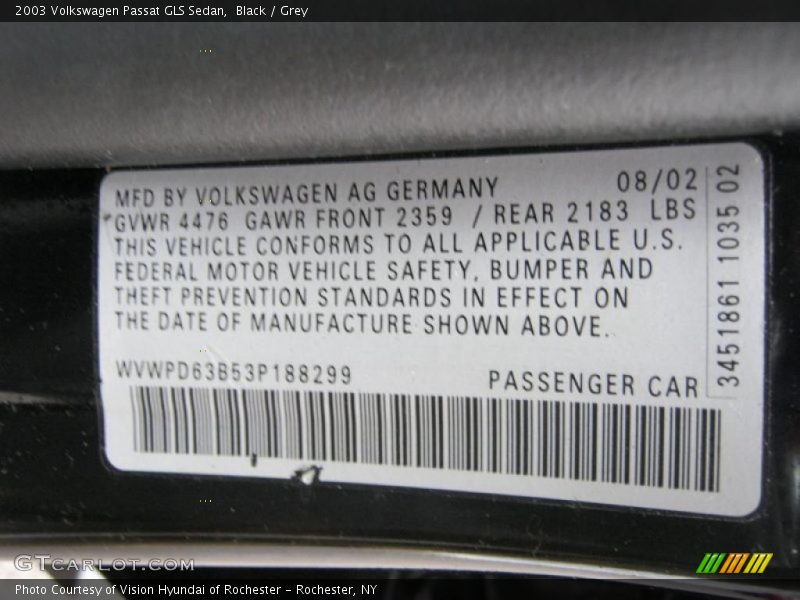 2003 Volkswagen Passat GLS Sedan,  Black / Grey
MFD BY VOLKSWAGEN AG GERMANY 08/02
GVWR 4476 GAWR FRONT 2359 / REAR 2183 LBS
THIS VEHICLE CONFORMS TO ALL APPLICABLE U.S.
FEDERAL MOTOR VEHICLE SAFETY, BUMPER AND
THEFT PREVENTION STANDARDS IN EFFECT ON
THE DATE OF MANUFACTURE SHOWN ABOVE.
WVWPD63B53P188299 PASSENGER CAR
3451861 1035 02
GTCARLOT.COM
Photo Courtesy of Vision Hyundai of Rochester – Rochester, NY